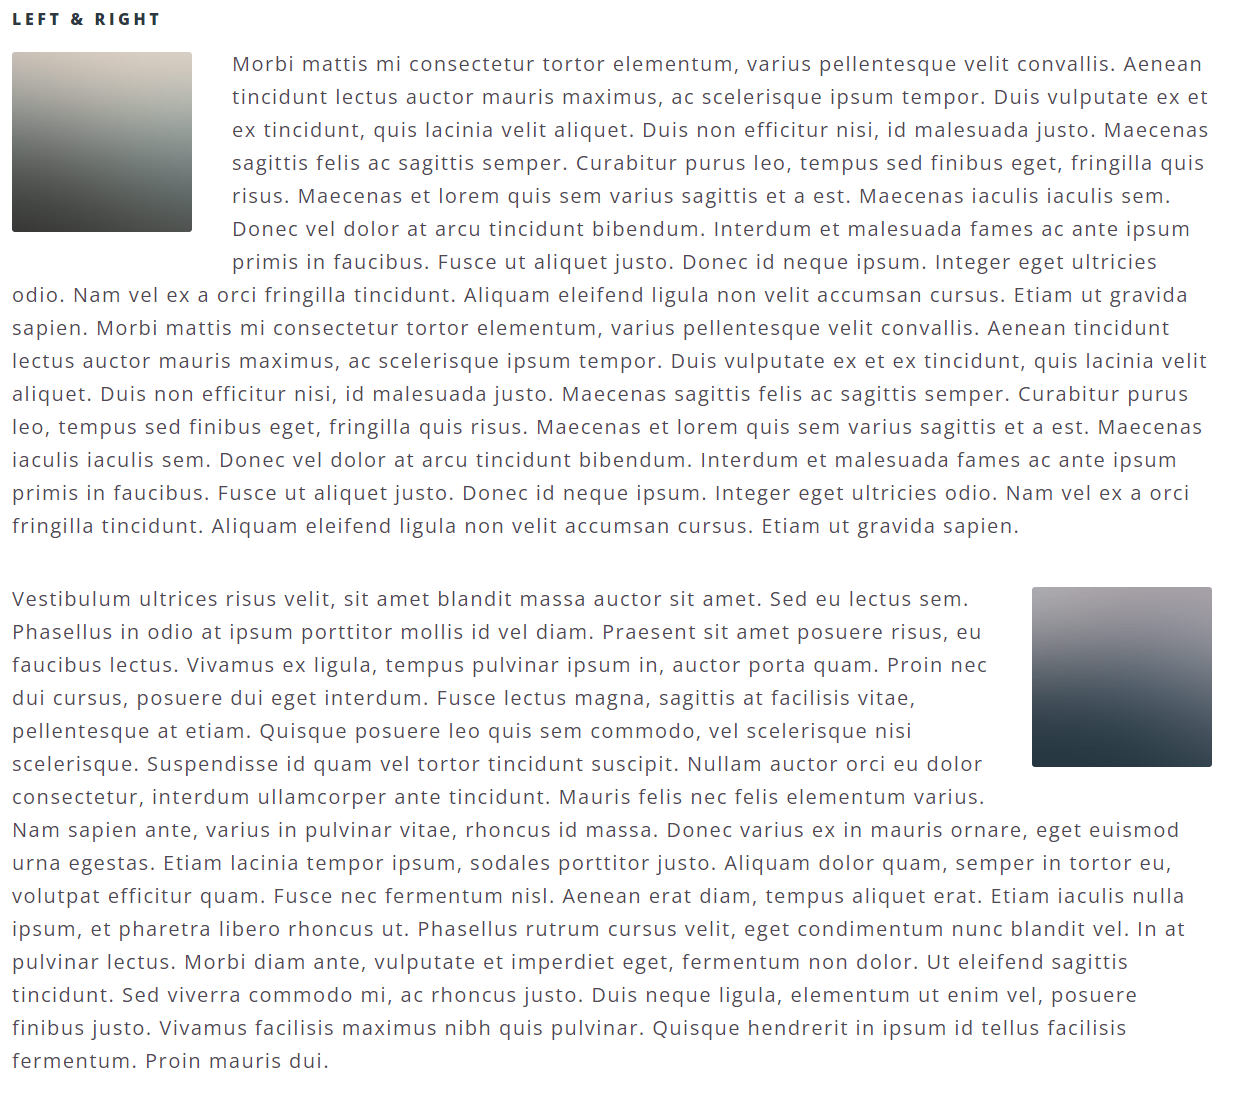 LEFT & RIGHT
Morbi mattis mi consectetur tortor elementum, varius pellentesque velit convallis. Aenean
tincidunt lectus auctor mauris maximus, ac scelerisque ipsum tempor. Duis vulputate ex et
ex tincidunt, quis lacinia velit aliquet. Duis non efficitur nisi, id malesuada justo. Maecenas
sagittis felis ac sagittis semper. Curabitur purus leo, tempus sed finibus eget, fringilla quis
risus. Maecenas et lorem quis sem varius sagittis et a est. Maecenas iaculis iaculis sem.
Donec vel dolor at arcu tincidunt bibendum. Interdum et malesuada fames ac ante ipsum
primis in faucibus. Fusce ut aliquet justo. Donec id neque ipsum. Integer eget ultricies
odio. Nam vel ex a orci fringilla tincidunt. Aliquam eleifend ligula non velit accumsan cursus. Etiam ut gravida
sapien. Morbi mattis mi consectetur tortor elementum, varius pellentesque velit convallis. Aenean tincidunt
lectus auctor mauris maximus, ac scelerisque ipsum tempor. Duis vulputate ex et ex tincidunt, quis lacinia velit
aliquet. Duis non efficitur nisi, id malesuada justo. Maecenas sagittis felis ac sagittis semper. Curabitur purus
leo, tempus sed finibus eget, fringilla quis risus. Maecenas et lorem quis sem varius sagittis et a est. Maecenas
iaculis iaculis sem. Donec vel dolor at arcu tincidunt bibendum. Interdum et malesuada fames ac ante ipsum
primis in faucibus. Fusce ut aliquet justo. Donec id neque ipsum. Integer eget ultricies odio. Nam vel ex a orci
fringilla tincidunt. Aliquam eleifend ligula non velit accumsan cursus. Etiam ut gravida sapien.
Vestibulum ultrices risus velit, sit amet blandit massa auctor sit amet. Sed eu lectus sem.
Phasellus in odio at ipsum porttitor mollis id vel diam. Praesent sit amet posuere risus, eu
faucibus lectus. Vivamus ex ligula, tempus pulvinar ipsum in, auctor porta quam. Proin nec
dui cursus, posuere dui eget interdum. Fusce lectus magna, sagittis at facilisis vitae,
pellentesque at etiam. Quisque posuere leo quis sem commodo, vel scelerisque nisi
scelerisque. Suspendisse id quam vel tortor tincidunt suscipit. Nullam auctor orci eu dolor
consectetur, interdum ullamcorper ante tincidunt. Mauris felis nec felis elementum varius.
Nam sapien ante, varius in pulvinar vitae, rhoncus id massa. Donec varius ex in mauris ornare, eget euismod
urna egestas. Etiam lacinia tempor ipsum, sodales porttitor justo. Aliquam dolor quam, semper in tortor eu,
volutpat efficitur quam. Fusce nec fermentum nisl. Aenean erat diam, tempus aliquet erat. Etiam iaculis nulla
ipsum, et pharetra libero rhoncus ut. Phasellus rutrum cursus velit, eget condimentum nunc blandit vel. In at
pulvinar lectus. Morbi diam ante, vulputate et imperdiet eget, fermentum non dolor. Ut eleifend sagittis
tincidunt. Sed viverra commodo mi, ac rhoncus justo. Duis neque ligula, elementum ut enim vel, posuere
finibus justo. Vivamus facilisis maximus nibh quis pulvinar. Quisque hendrerit in ipsum id tellus facilisis
fermentum. Proin mauris dui.